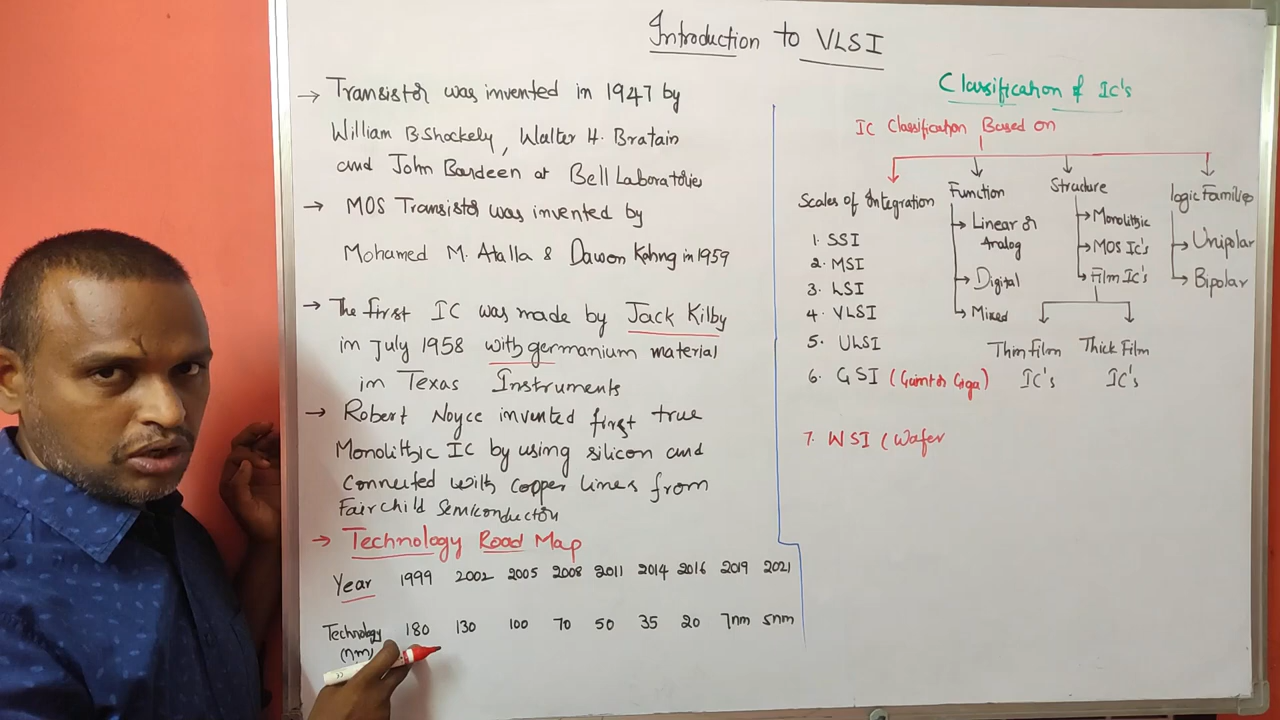 Introduction to VLSI
→ Transistor was invented in 1947 by
William B Shockely, Walter H. Bratain
and John Bardeen at Bell Laboratories
→ MOS Transistor was invented by
Mohamed M. Atalla & Dawon Kahng in 1959
→ The first IC was made by Jack Kilby
in July 1958 with germanium material
in Texas Instruments
→ Robert Noyce invented first true
Monolithic IC by using silicon and
Connected with copper lines from
Fairchild Semiconductor
→ Technology Road Map
Year 1999 2002 2005 2008 2011 2014 2016 2019 2021
Technology (nm) 180 130 100 70 50 35 20 7nm 5nm
Classification of IC's
IC Classification Based on
Scales of Integration
1. SSI
2. MSI
3. LSI
4. VLSI
5. ULSI
6. GSI (Gaint or Giga)
7. WSI (Wafer
Function
Linear or
Analog
Digital
Mixed
Structure
Monolithic
MOS IC's
Film IC's
Thin Film
IC's
Thick Film
IC's
logic Families
Unipolar
Bipolar